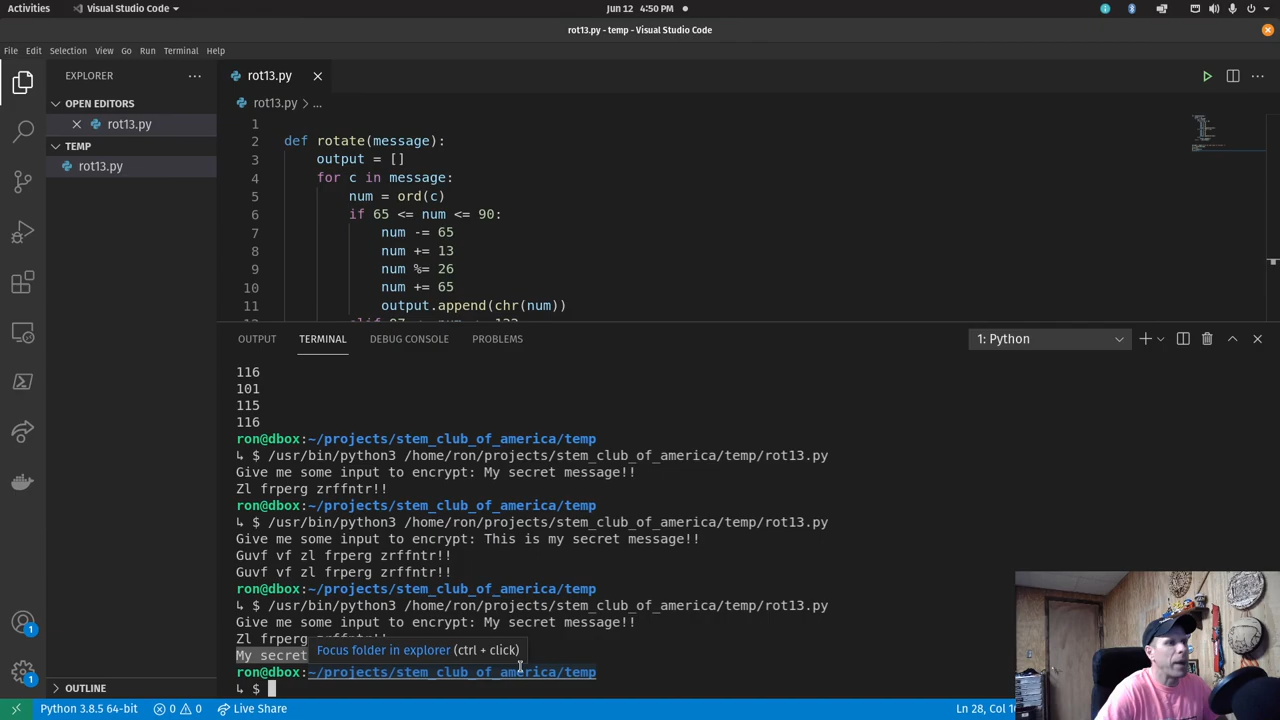 Activities Visual Studio Code Jun 12 4:50 PM
rot13.py - temp - Visual Studio Code
File Edit Selection View Go Run Terminal Help
EXPLORER
OPEN EDITORS
rot13.py
TEMP
rot13.py
OUTLINE
rot13.py
rot13.py > ...
1
2 def rotate(message):
3 output = []
4 for c in message:
5 num = ord(c)
6 if 65 <= num <= 90:
7 num -= 65
8 num += 13
9 num %= 26
10 num += 65
11 output.append(chr(num))
OUTPUT TERMINAL DEBUG CONSOLE PROBLEMS 1: Python
116
101
115
116
ron@dbox:~/projects/stem_club_of_america/temp
↳ $ /usr/bin/python3 /home/ron/projects/stem_club_of_america/temp/rot13.py
Give me some input to encrypt: My secret message!!
Zl frperg zrffntr!!
ron@dbox:~/projects/stem_club_of_america/temp
↳ $ /usr/bin/python3 /home/ron/projects/stem_club_of_america/temp/rot13.py
Give me some input to encrypt: This is my secret message!!
Guvf vf zl frperg zrffntr!!
Guvf vf zl frperg zrffntr!!
ron@dbox:~/projects/stem_club_of_america/temp
↳ $ /usr/bin/python3 /home/ron/projects/stem_club_of_america/temp/rot13.py
Give me some input to encrypt: My secret message!!
Zl frperg zrffntr!!
My secret
Focus folder in explorer (ctrl + click)
ron@dbox:~/projects/stem_club_of_america/temp
↳ $
1
1
Python 3.8.5 64-bit 0 0 Live Share Ln 28, Col